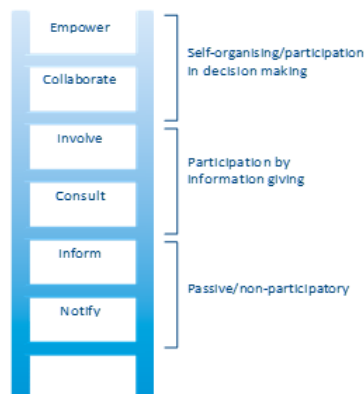 Empower
Self-organising/participation
in decision making
Collaborate
Involve
Participation by
information giving
Consult
Inform
Passive/non-participatory
Notify